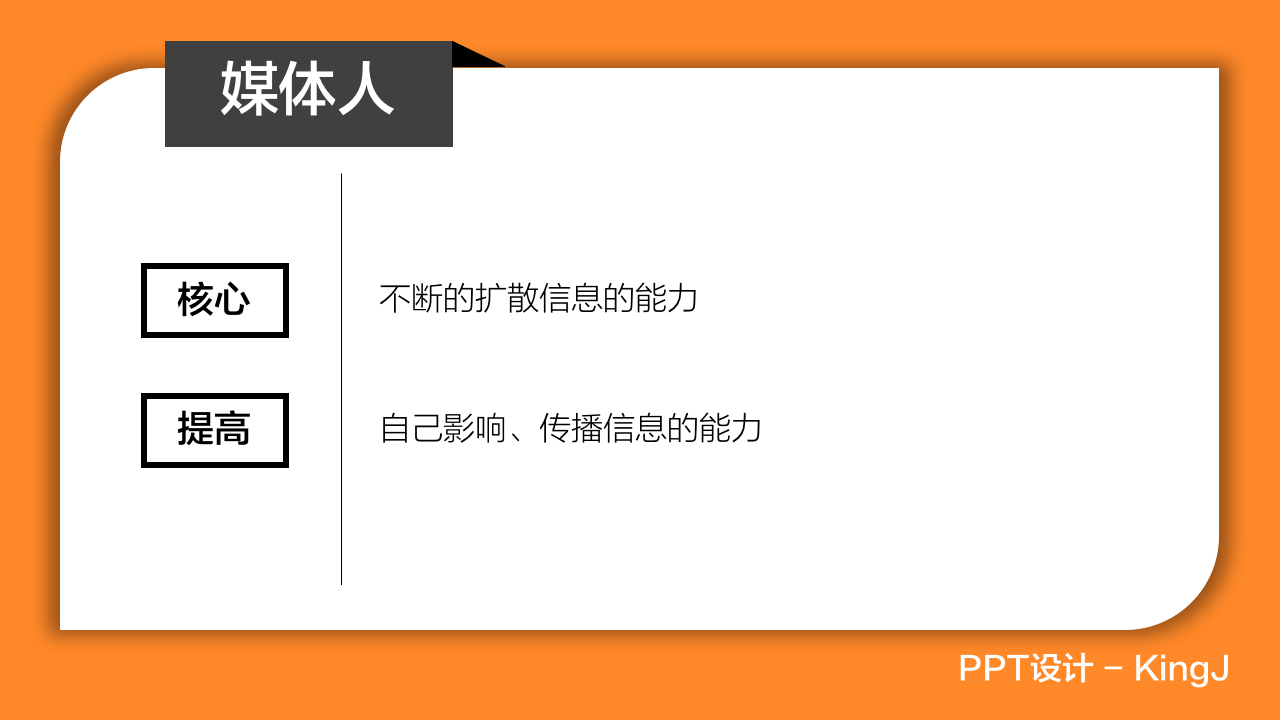 媒体人
核心
不断的扩散信息的能力
提高
自己影响、传播信息的能力
PPT设计 - KingJ